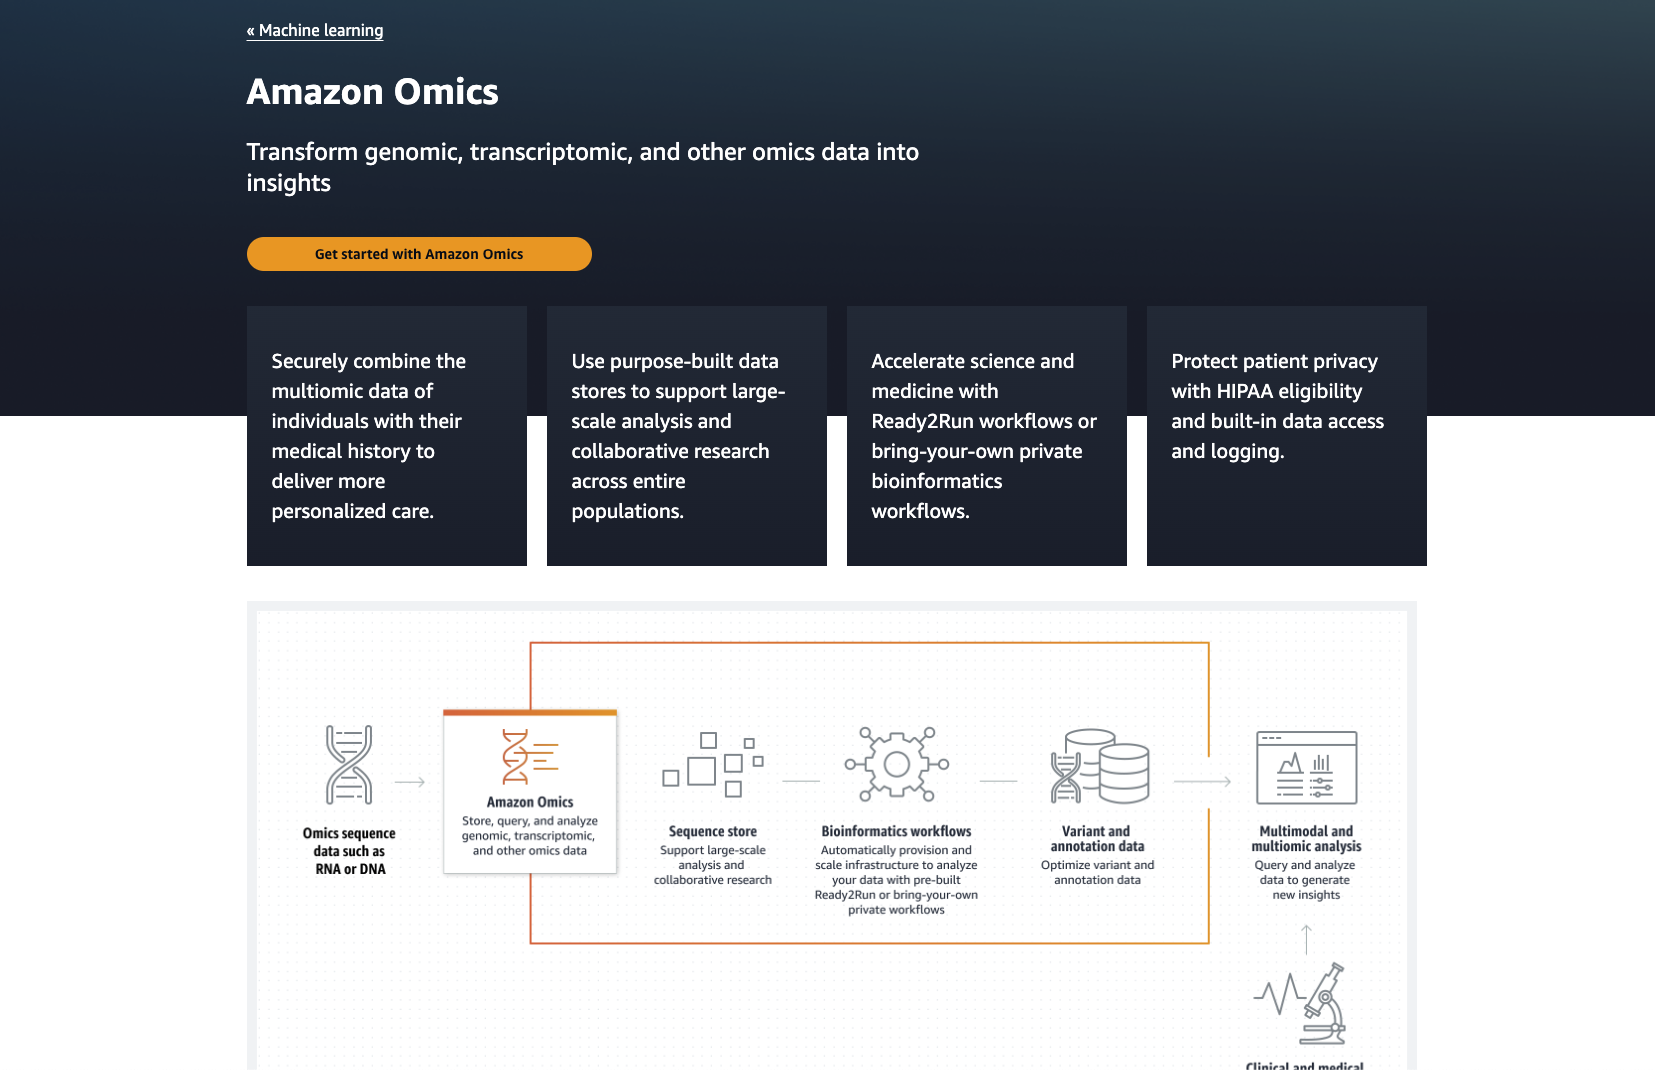 « Machine learning
Amazon Omics
Transform genomic, transcriptomic, and other omics data into
insights
Get started with Amazon Omics
Securely combine the
multiomic data of
individuals with their
medical history to
deliver more
personalized care.
Use purpose-built data
stores to support large-
scale analysis and
collaborative research
across entire
populations.
Accelerate science and
medicine with
Ready2Run workflows or
bring-your-own private
bioinformatics
workflows.
Protect patient privacy
with HIPAA eligibility
and built-in data access
and logging.
Omics sequence
data such as
RNA or DNA
Amazon Omics
Store, query, and analyze
genomic, transcriptomic,
and other omics data
Sequence store
Support large-scale
analysis and
collaborative research
Bioinformatics workflows
Automatically provision and
scale infrastructure to analyze
your data with pre-built
Ready2Run or bring-your-own
private workflows
Variant and
annotation data
Optimize variant and
annotation data
Multimodal and
multiomic analysis
Query and analyze
data to generate
new insights
Clinical and medical